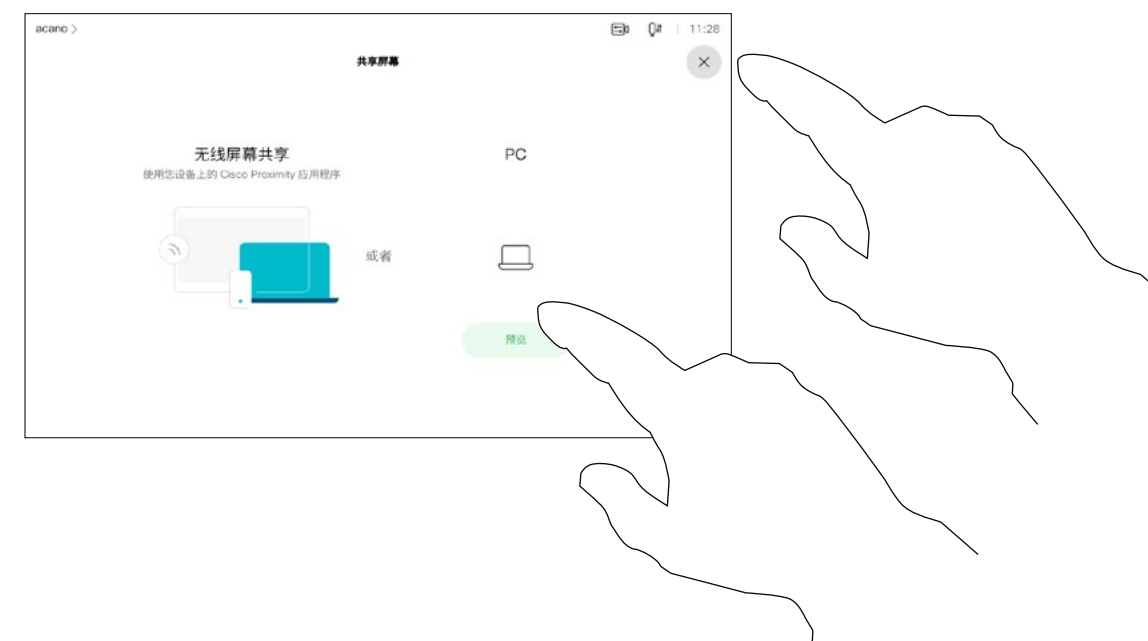 acano >
11:28
共享屏幕
无线屏幕共享
使用您设备上的 Cisco Proximity 应用程序
PC
或者
预览